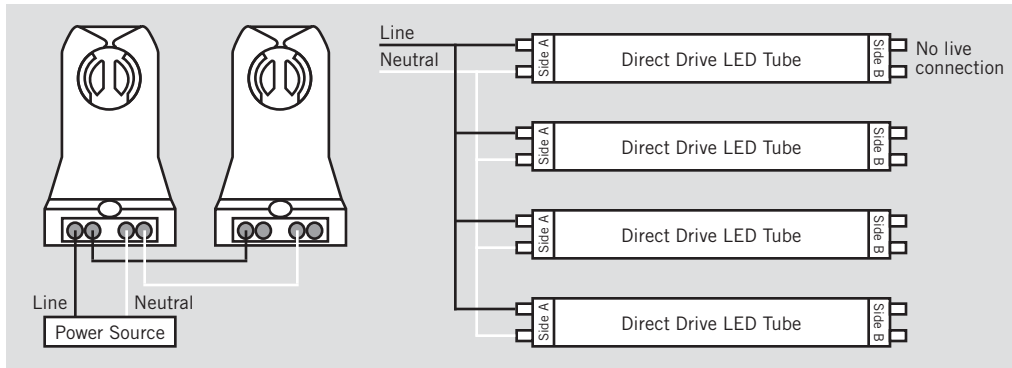 Line
Neutral
Power Source
Line
Neutral
Side A
Direct Drive LED Tube
Side B
No live
connection
Side A
Direct Drive LED Tube
Side B
Side A
Direct Drive LED Tube
Side B
Side A
Direct Drive LED Tube
Side B